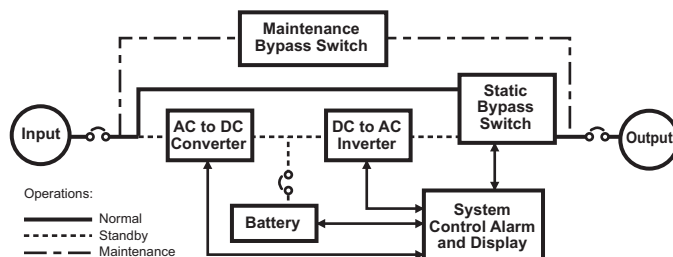 Maintenance
Bypass Switch
Static
Bypass
Switch
Input
AC to DC
Converter
DC to AC
Inverter
Output
Operations:
Normal
Standby
Maintenance
Battery
System
Control Alarm
and Display